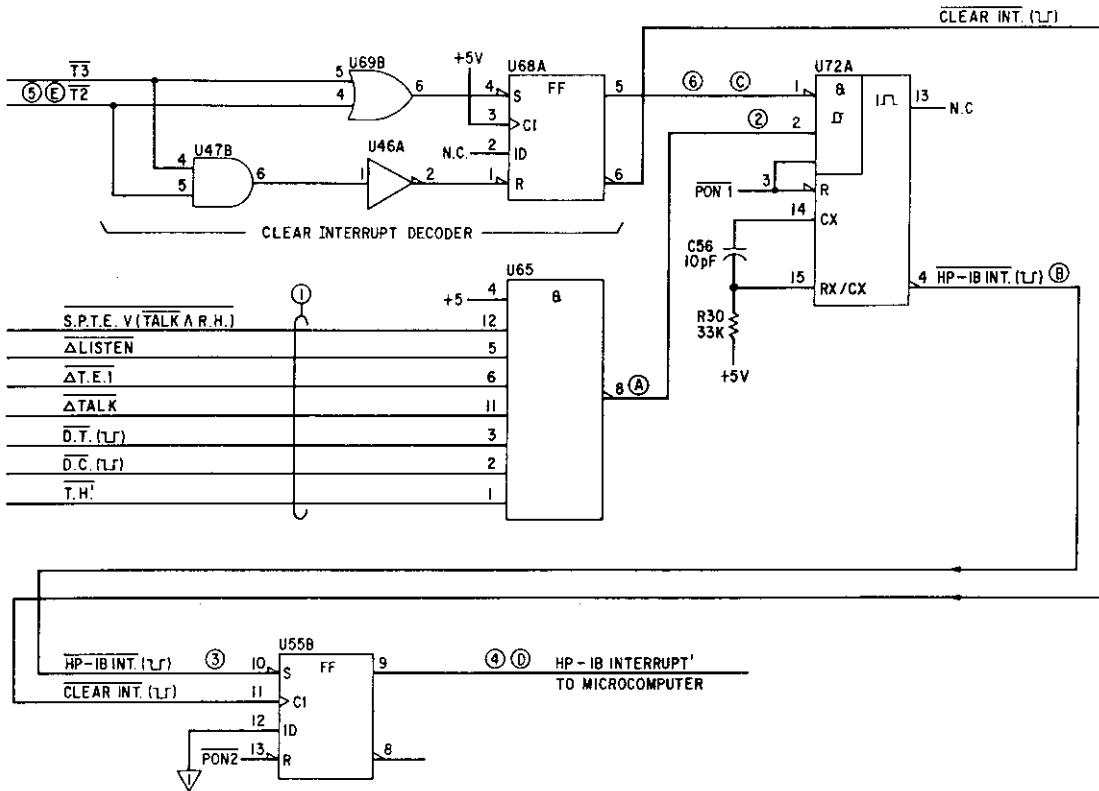 CLEAR INT. (⊔)
T3
5 E T2
U69B
5
4
6
+5V
U68A
FF
4 S
3 C1
N.C. 2 1D
1 R
5
6
6 C
U72A
1
2
2
&
13
N.C
PON 1
3
R
14
CX
C56
10pF
15
RX/CX
R30
33K
+5V
4 HP-IB INT. (⊔) B
U47B
4
5
6
U46A
1
2
CLEAR INTERRUPT DECODER
U65
+5
4
&
1
S.P.T.E. V (TALK Λ R.H.)
12
ΔLISTEN
5
ΔT.E.1
6
8 A
ΔTALK
11
D.T. (⊔)
3
D.C. (⊔)
2
T.H.'
1
U55B
HP-IB INT. (⊔)
3
10
S
FF
9
4 D
HP-IB INTERRUPT'
TO MICROCOMPUTER
CLEAR INT. (⊔)
11
C1
12
1D
1
PON2
13
R
8